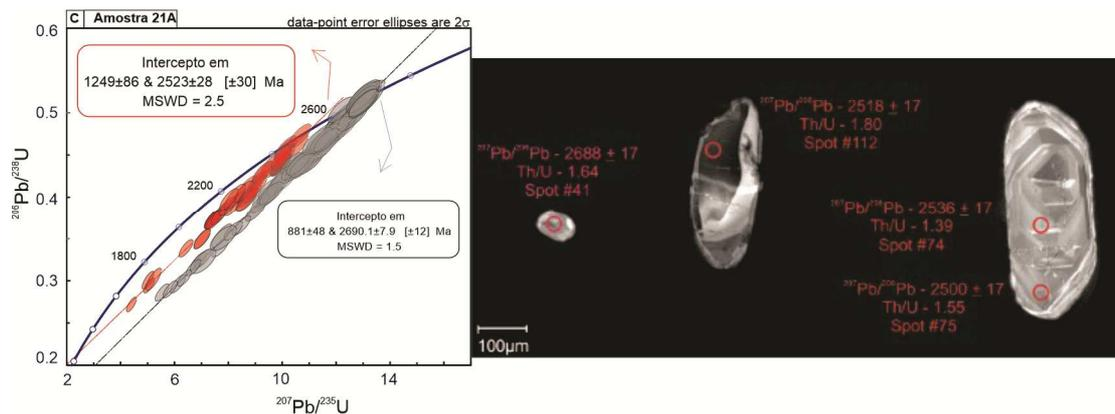 C Amostra 21A
data-point error ellipses are 2σ
0.6
0.5
0.4
0.3
0.2
2
6
10
14
²⁰⁶Pb/²³⁸U
²⁰⁷Pb/²³⁵U
Intercepto em
1249±86 & 2523±28 [±30] Ma
MSWD = 2.5
2600
2200
1800
Intercepto em
881±48 & 2690.1±7.9 [±12] Ma
MSWD = 1.5
²⁰⁷Pb/²⁰⁶Pb - 2688 ± 17
Th/U - 1.64
Spot #41
²⁰⁷Pb/²⁰⁶Pb - 2518 ± 17
Th/U - 1.80
Spot #112
²⁰⁷Pb/²⁰⁶Pb - 2536 ± 17
Th/U - 1.39
Spot #74
²⁰⁷Pb/²⁰⁶Pb - 2500 ± 17
Th/U - 1.55
Spot #75
100µm